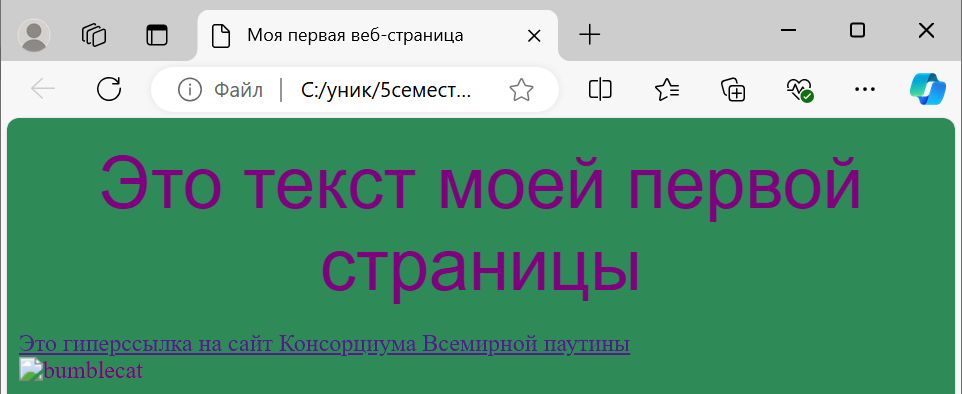 Моя первая веб-страница
Файл C:/уник/5семест...
Это текст моей первой
страницы
Это гиперссылка на сайт Консорциума Всемирной паутины
bumblecat